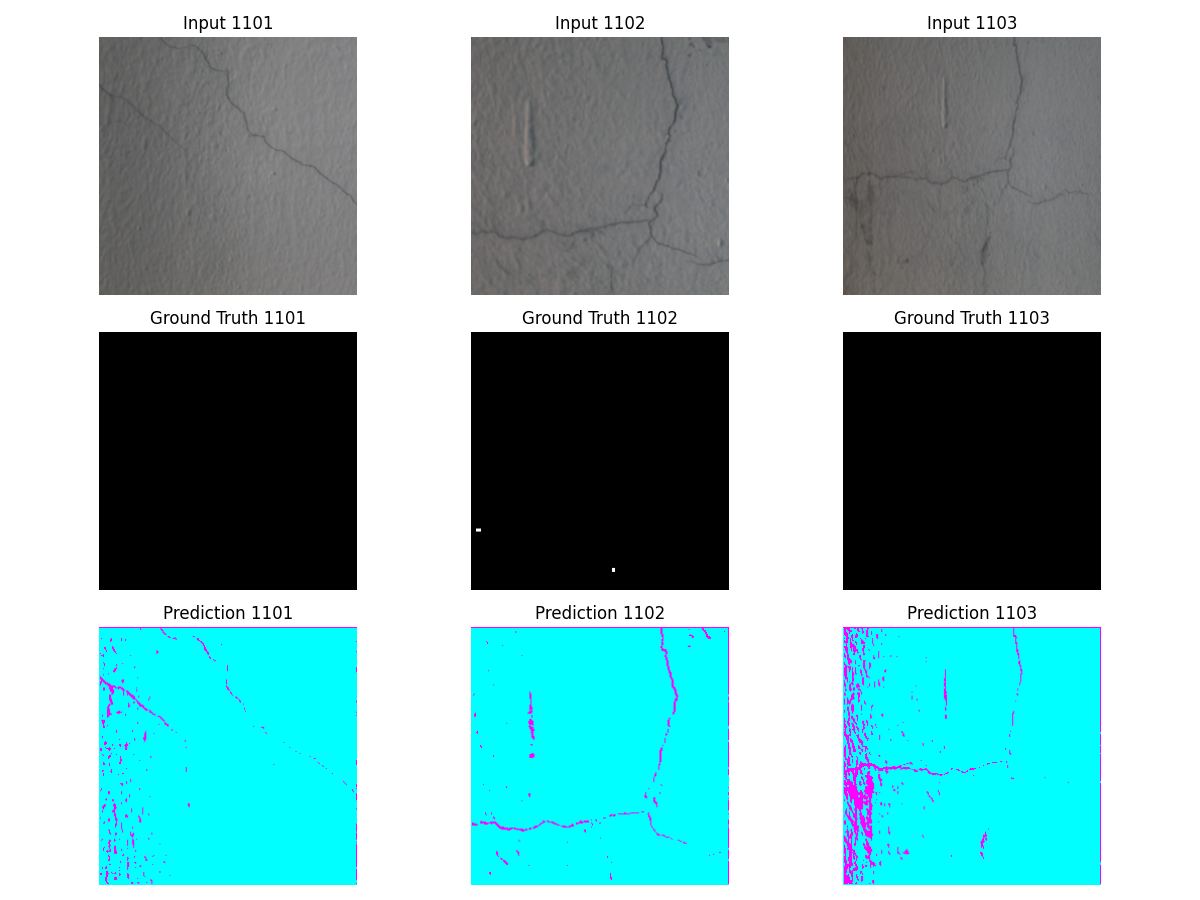 Input 1101
Input 1102
Input 1103
Ground Truth 1101
Ground Truth 1102
Ground Truth 1103
Prediction 1101
Prediction 1102
Prediction 1103